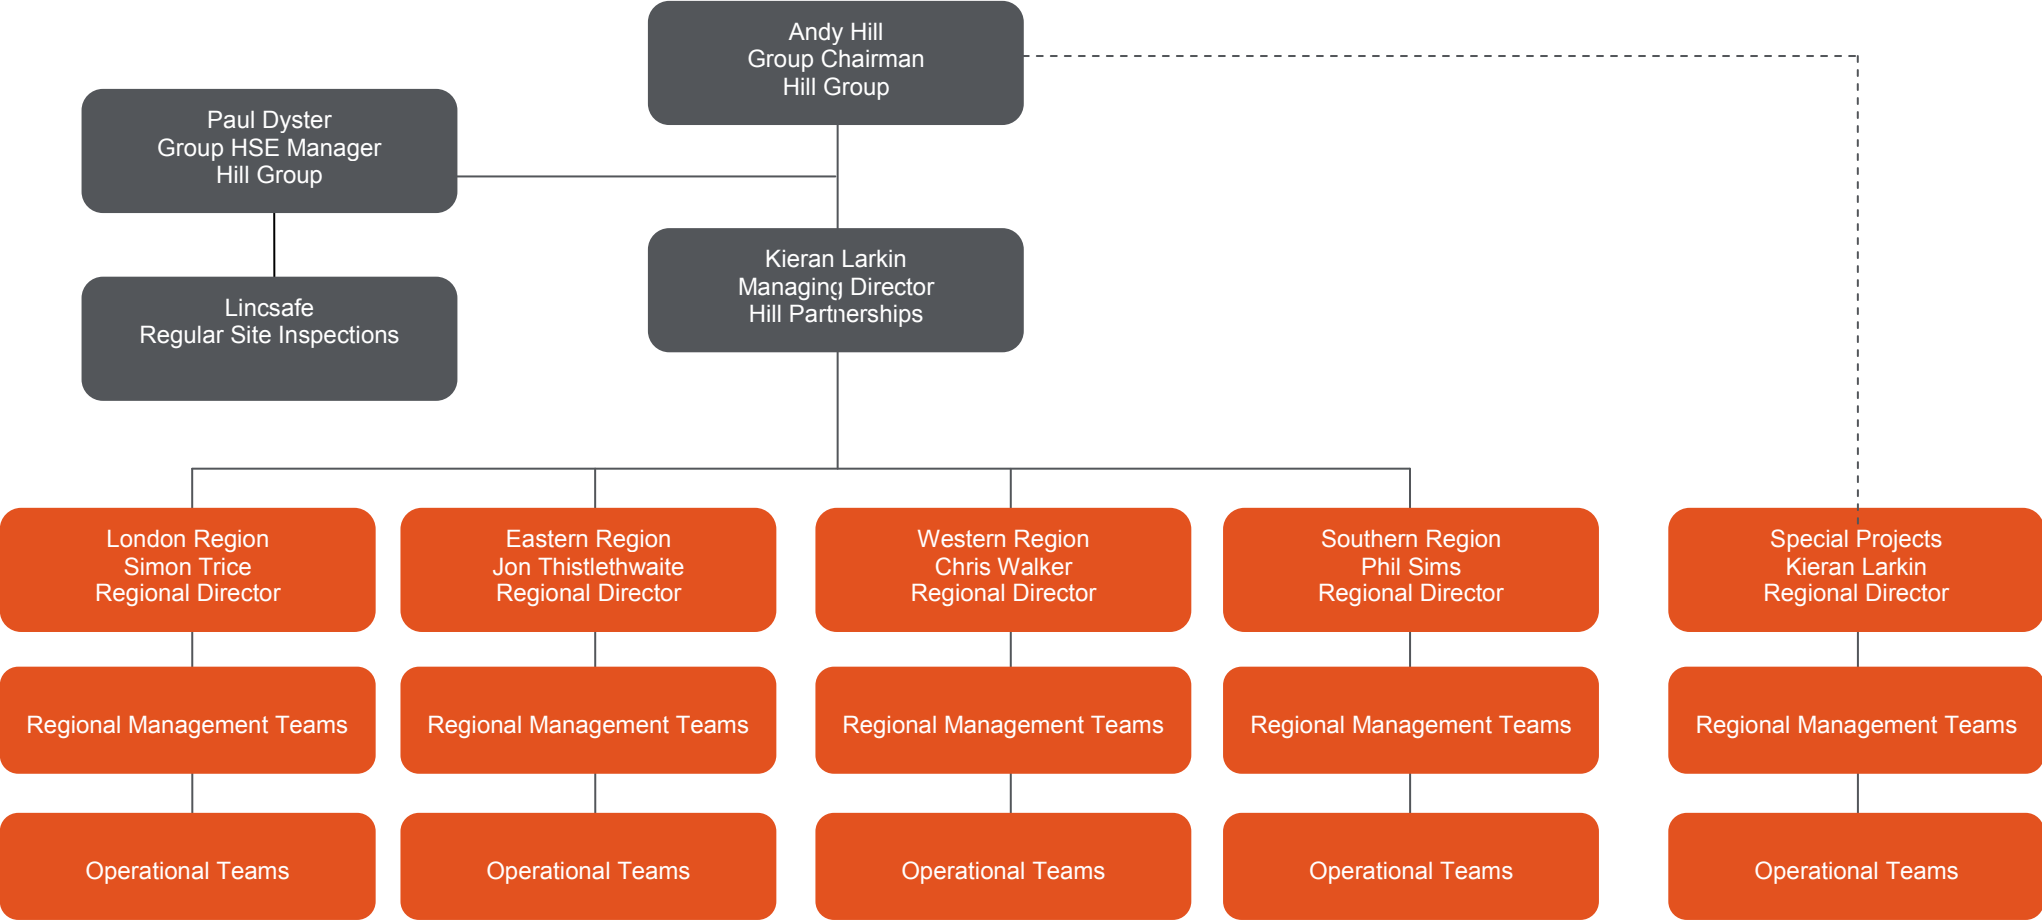 Andy Hill
Group Chairman
Hill Group
Paul Dyster
Group HSE Manager
Hill Group
Kieran Larkin
Managing Director
Hill Partnerships
Lincsafe
Regular Site Inspections
London Region
Simon Trice
Regional Director
Eastern Region
Jon Thistlethwaite
Regional Director
Western Region
Chris Walker
Regional Director
Southern Region
Phil Sims
Regional Director
Special Projects
Kieran Larkin
Regional Director
Regional Management Teams
Regional Management Teams
Regional Management Teams
Regional Management Teams
Regional Management Teams
Operational Teams
Operational Teams
Operational Teams
Operational Teams
Operational Teams